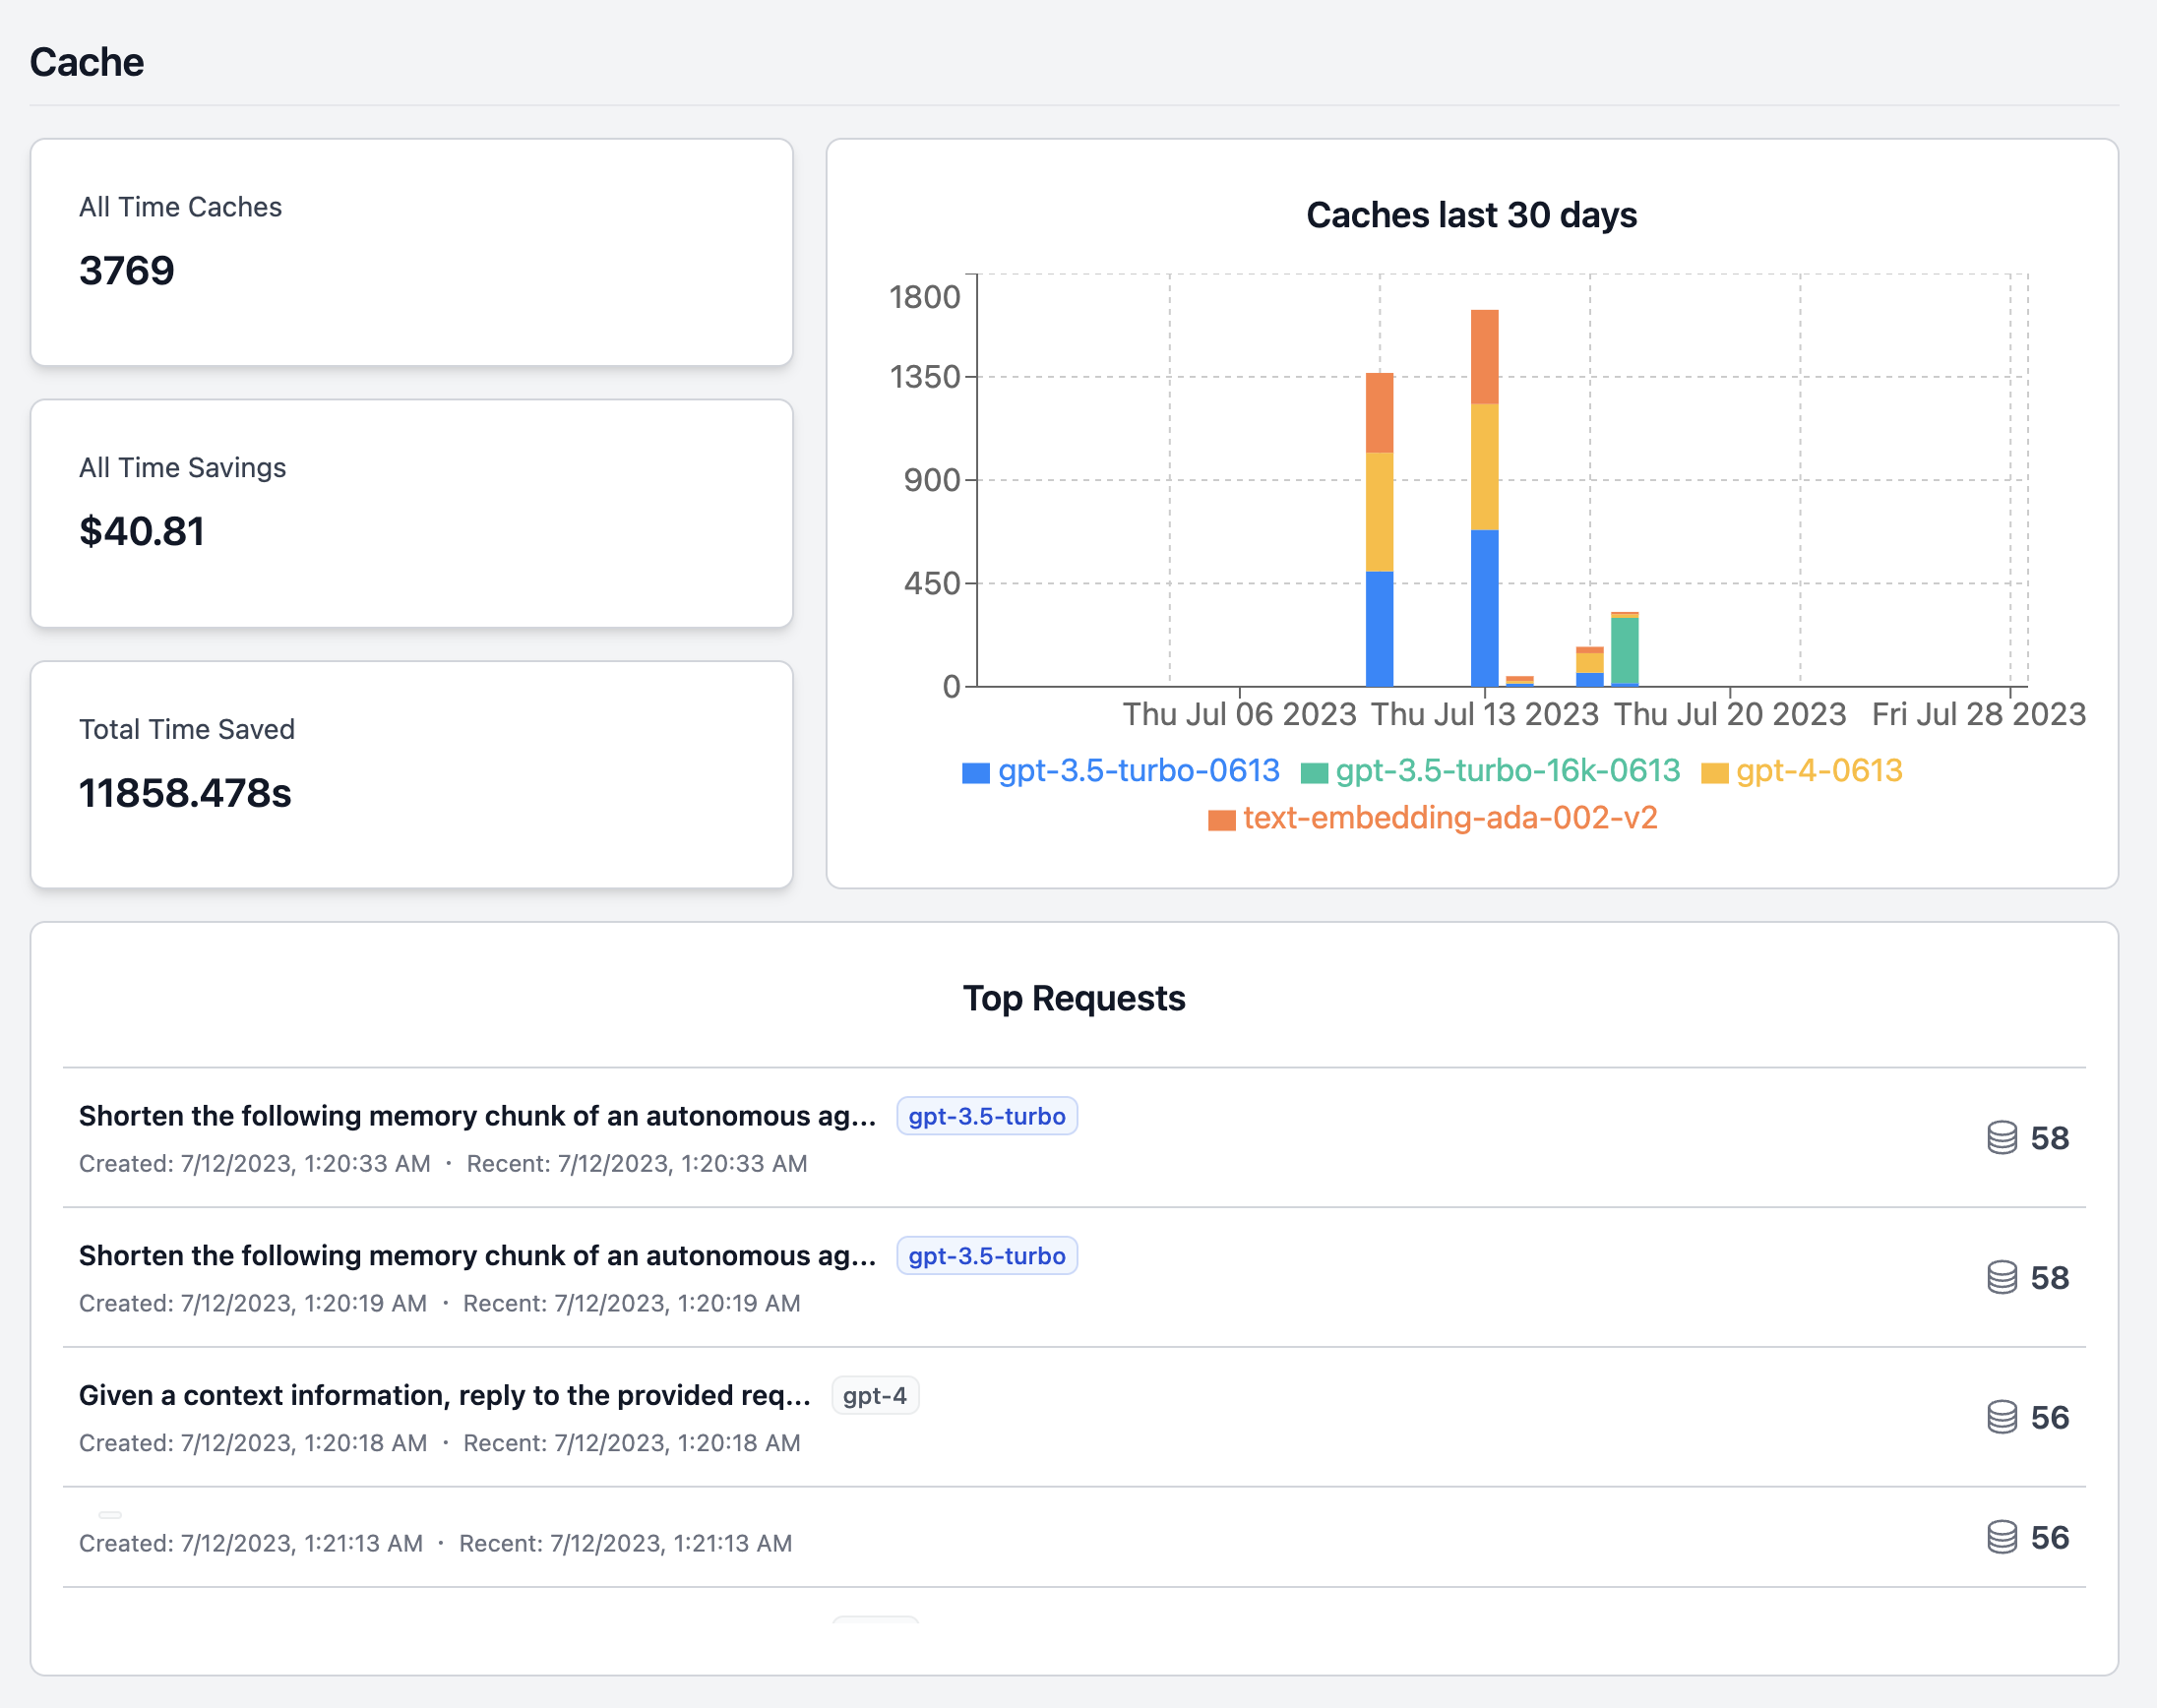 Cache
All Time Caches
3769
All Time Savings
$40.81
Total Time Saved
11858.478s
Caches last 30 days
1800
1350
900
450
0
Thu Jul 06 2023 Thu Jul 13 2023 Thu Jul 20 2023 Fri Jul 28 2023
gpt-3.5-turbo-0613 gpt-3.5-turbo-16k-0613 gpt-4-0613
text-embedding-ada-002-v2
Top Requests
Shorten the following memory chunk of an autonomous ag... gpt-3.5-turbo
58
Created: 7/12/2023, 1:20:33 AM · Recent: 7/12/2023, 1:20:33 AM
Shorten the following memory chunk of an autonomous ag... gpt-3.5-turbo
58
Created: 7/12/2023, 1:20:19 AM · Recent: 7/12/2023, 1:20:19 AM
Given a context information, reply to the provided req... gpt-4
56
Created: 7/12/2023, 1:20:18 AM · Recent: 7/12/2023, 1:20:18 AM
Created: 7/12/2023, 1:21:13 AM · Recent: 7/12/2023, 1:21:13 AM
56